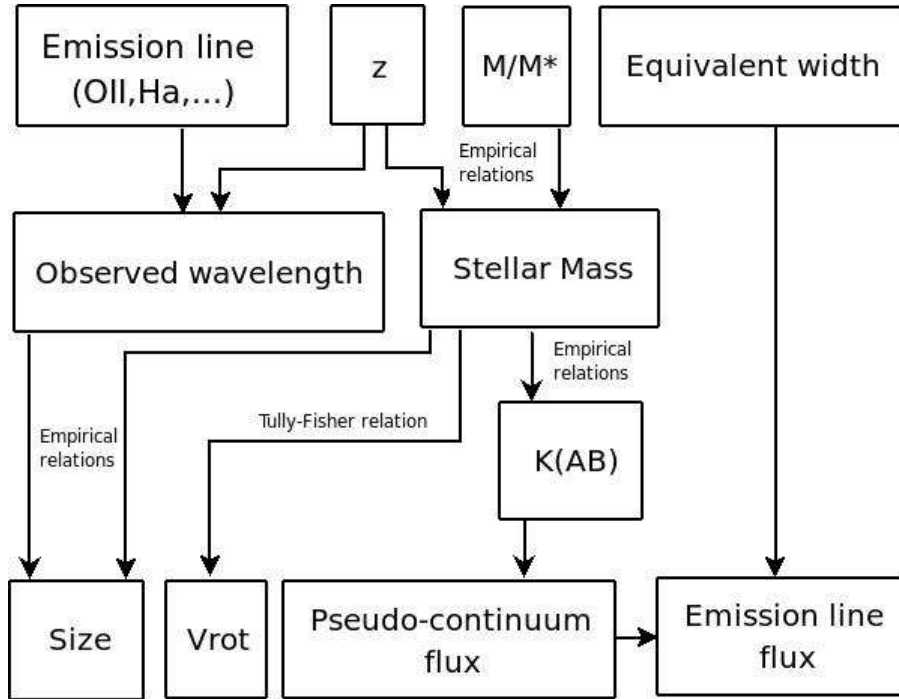 Emission line
(OII,Ha,...)
z
M/M*
Equivalent width
Empirical
relations
Observed wavelength
Stellar Mass
Empirical
relations
Tully-Fisher relation
Empirical
relations
K(AB)
Size
Vrot
Pseudo-continuum
flux
Emission line
flux